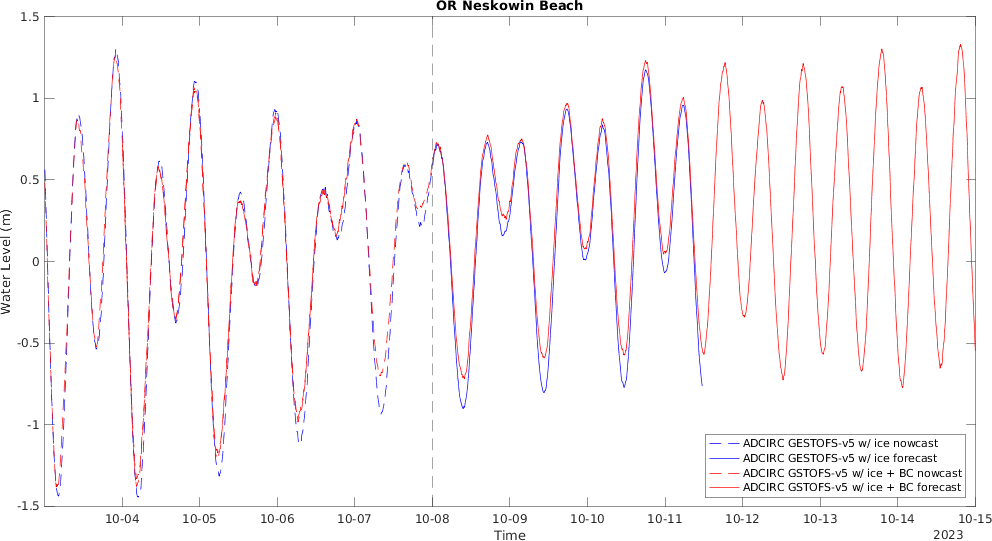 OR Neskowin Beach
1.5
1
0.5
0
-0.5
-1
-1.5
Water Level (m)
10-04 10-05 10-06 10-07 10-08 10-09 10-10 10-11 10-12 10-13 10-14 10-15
Time
2023
ADCIRC GESTOFS-v5 w/ ice nowcast
ADCIRC GESTOFS-v5 w/ ice forecast
ADCIRC GSTOFS-v5 w/ ice + BC nowcast
ADCIRC GSTOFS-v5 w/ ice + BC forecast